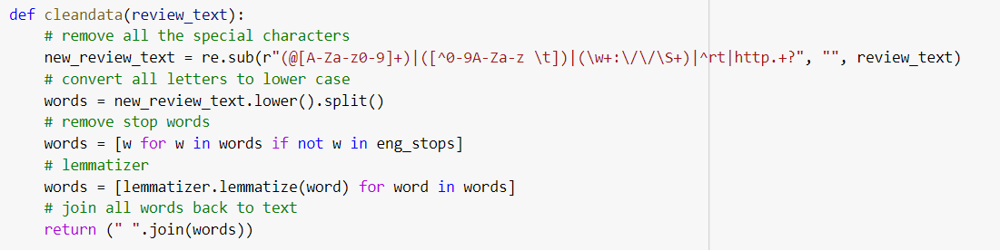 def cleandata(review_text):
    # remove all the special characters
    new_review_text = re.sub(r"(@[A-Za-z0-9]+)|([^0-9A-Za-z \t])|(\w+:\/\/\S+)|^rt|http.+?", "", review_text)
    # convert all letters to lower case
    words = new_review_text.lower().split()
    # remove stop words
    words = [w for w in words if not w in eng_stops]
    # lemmatizer
    words = [lemmatizer.lemmatize(word) for word in words]
    # join all words back to text
    return (" ".join(words))